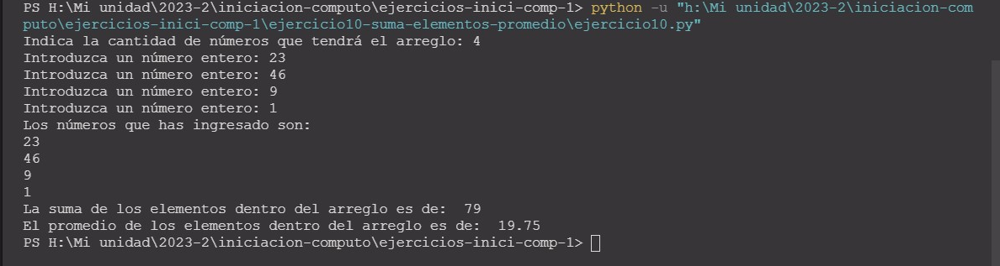 PS H:\Mi unidad\2023-2\iniciacion-computo\ejercicios-inici-comp-1> python -u "h:\Mi unidad\2023-2\iniciacion-com
puto\ejercicios-inici-comp-1\ejercicio10-suma-elementos-promedio\ejercicio10.py"
Indica la cantidad de números que tendrá el arreglo: 4
Introduzca un número entero: 23
Introduzca un número entero: 46
Introduzca un número entero: 9
Introduzca un número entero: 1
Los números que has ingresado son:
23
46
9
1
La suma de los elementos dentro del arreglo es de:  79
El promedio de los elementos dentro del arreglo es de:  19.75
PS H:\Mi unidad\2023-2\iniciacion-computo\ejercicios-inici-comp-1>